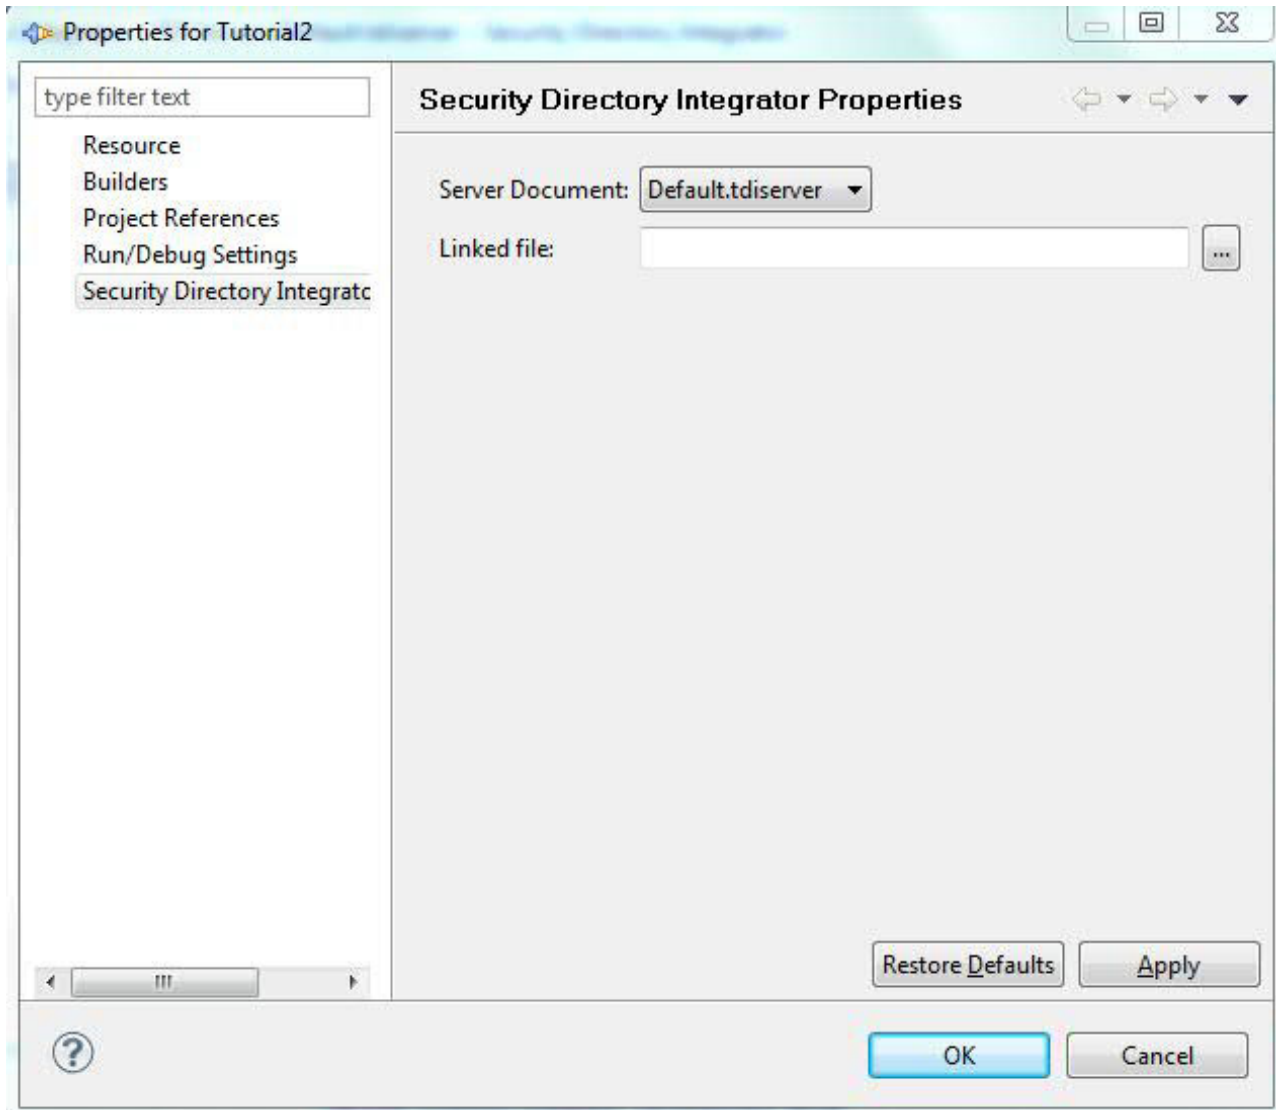 Properties for Tutorial2
type filter text
Resource
Builders
Project References
Run/Debug Settings
Security Directory Integratc
Security Directory Integrator Properties
Server Document: Default.tdiserver
Linked file:
...
Restore Defaults
Apply
?
OK
Cancel